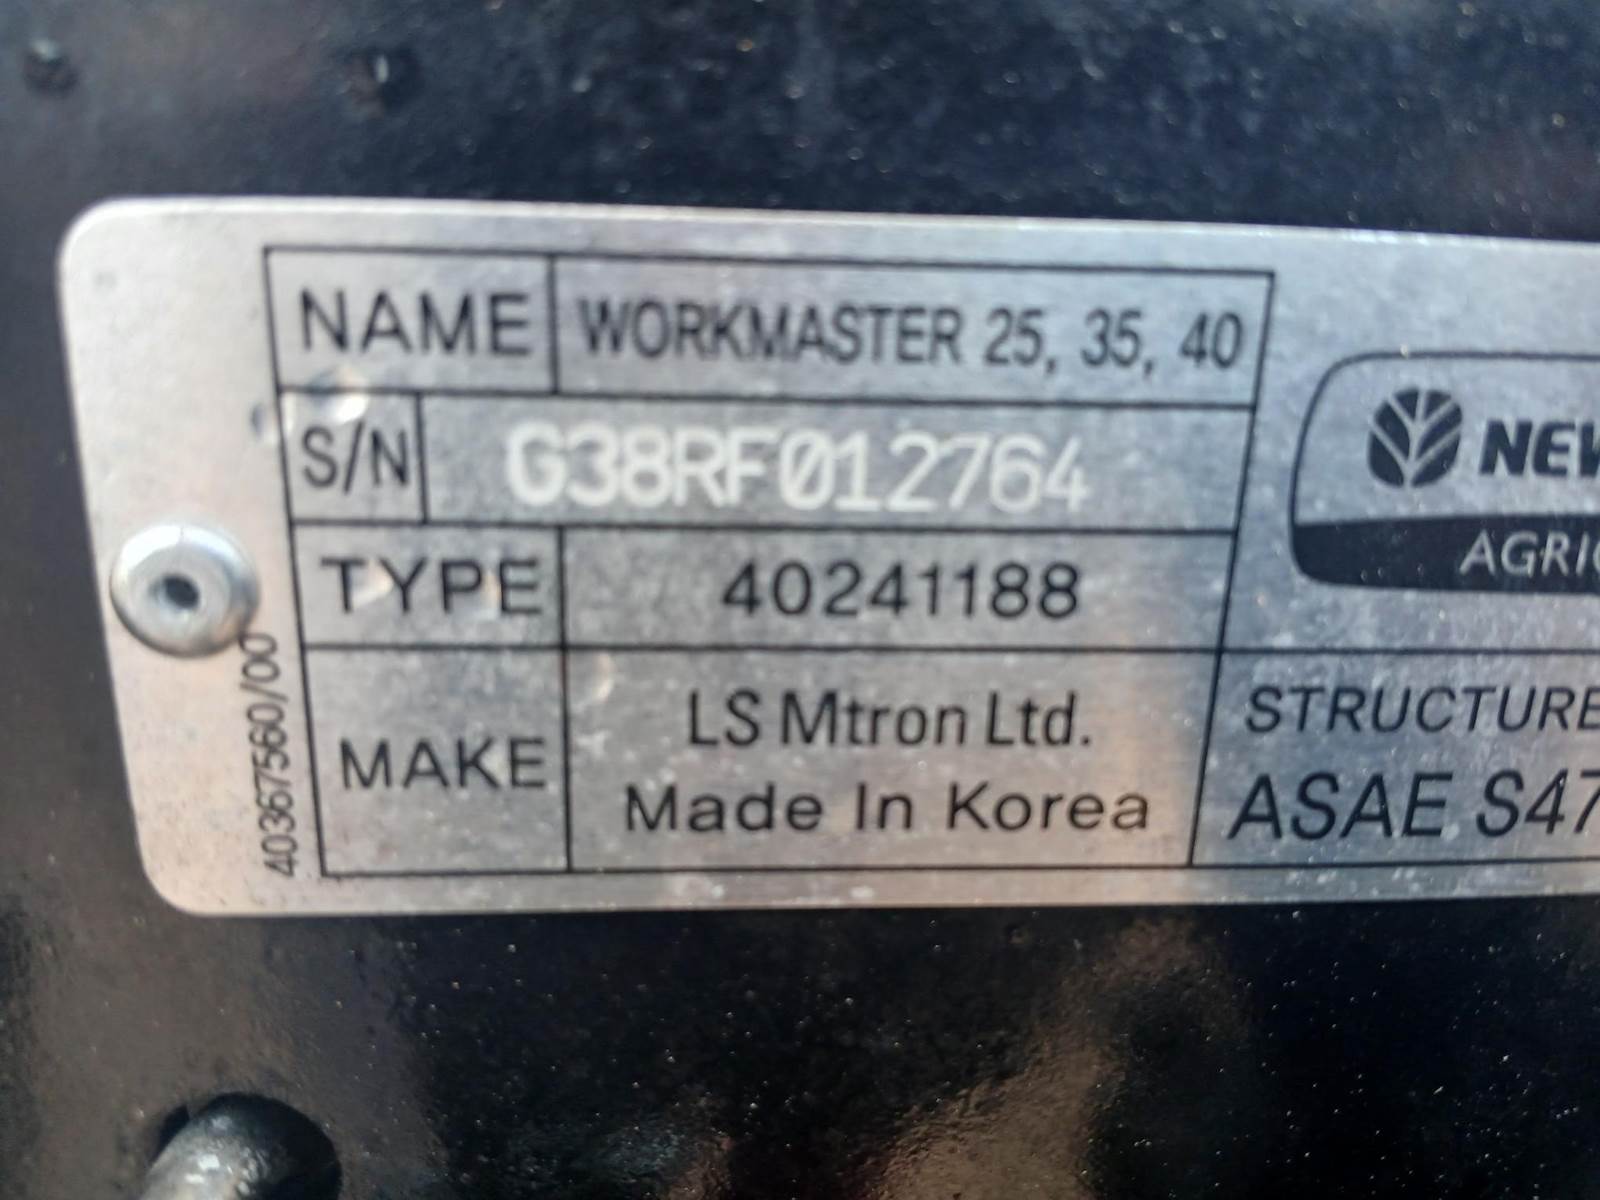 NAME WORKMASTER 25, 35, 40
S/N G38RF012764
TYPE 40241188
MAKE LS Mtron Ltd.
Made In Korea
40367560/00
NEW
AGRIC
STRUCTURE
ASAE S47